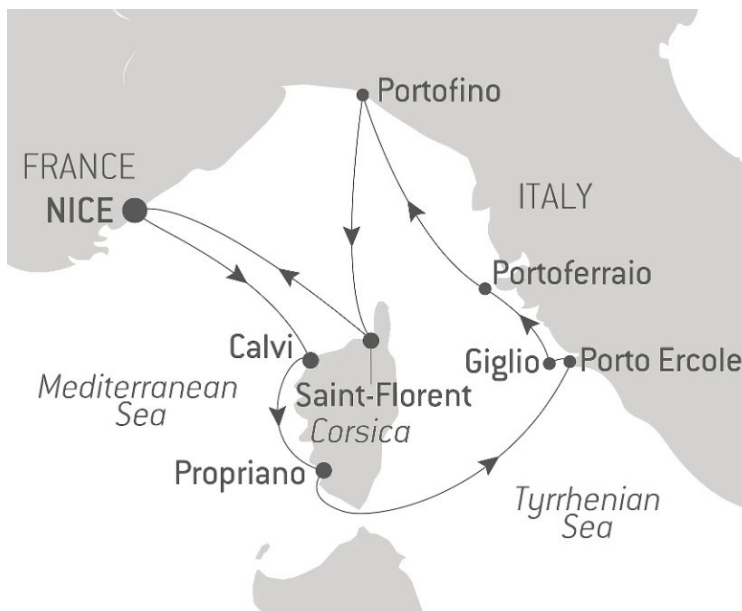 Portofino
FRANCE
NICE
ITALY
Portoferraio
Calvi
Giglio
Porto Ercole
Mediterranean
Sea
Saint-Florent
Corsica
Propriano
Tyrrhenian
Sea